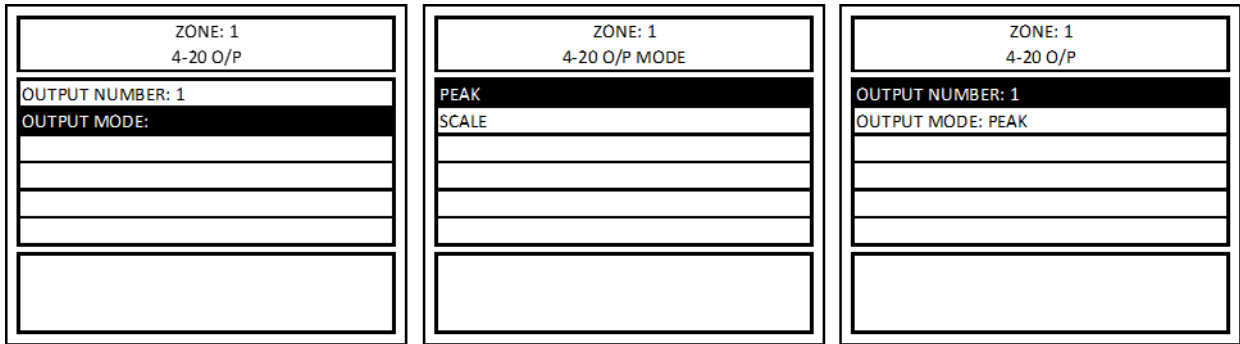 ZONE: 1
4-20 O/P
OUTPUT NUMBER: 1
OUTPUT MODE:
ZONE: 1
4-20 O/P MODE
PEAK
SCALE
ZONE: 1
4-20 O/P
OUTPUT NUMBER: 1
OUTPUT MODE: PEAK